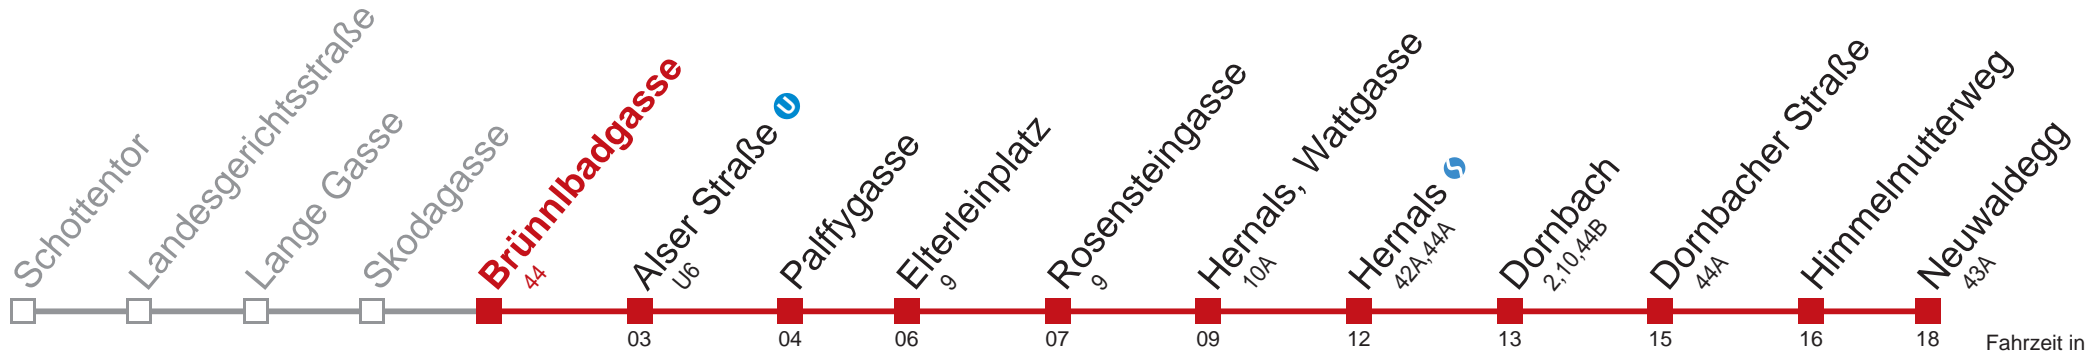 Schottentor
Landesgerichtsstraße
Lange Gasse
Skodagasse
Brünnlbadgasse
44
Alser Straße U
U6
03
Palffygasse
04
Elterleinplatz
9
06
Rosensteingasse
9
07
Hernals, Wattgasse
10A
09
Hernals S
42A,44A
12
Dornbach
2,10,44B
13
Dornbacher Straße
44A
15
Himmelmutterweg
16
Neuwaldegg
43A
18
Fahrzeit in